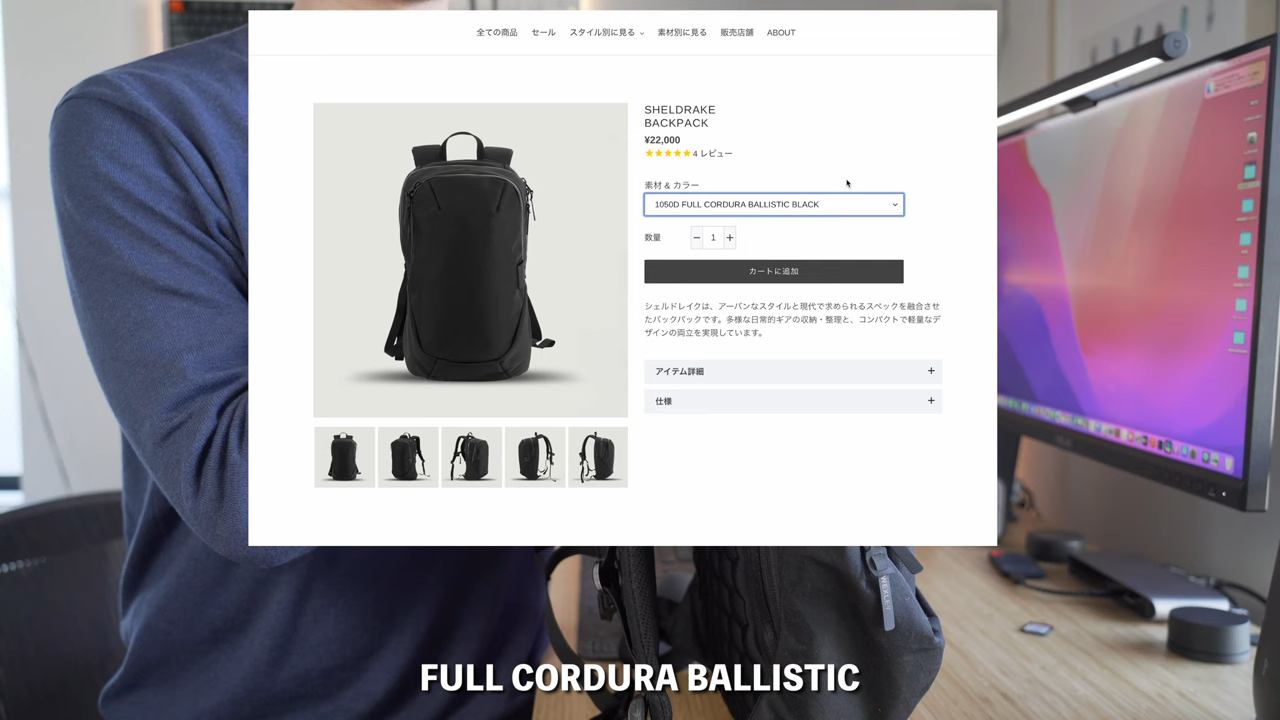 全ての商品 セール スタイル別に見る 素材別に見る 販売店舗 ABOUT
SHELDRAKE
BACKPACK
¥22,000
4 レビュー
素材 & カラー
1050D FULL CORDURA BALLISTIC BLACK
数量 − 1 +
カートに追加
シェルドレイクは、アーバンなスタイルと現代で求められるスペックを融合させ
たバックパックです。多様な日常的ギアの収納・整理と、コンパクトで軽量なデ
ザインの両立を実現しています。
アイテム詳細 +
仕様 +
WEXLEY
FULL CORDURA BALLISTIC